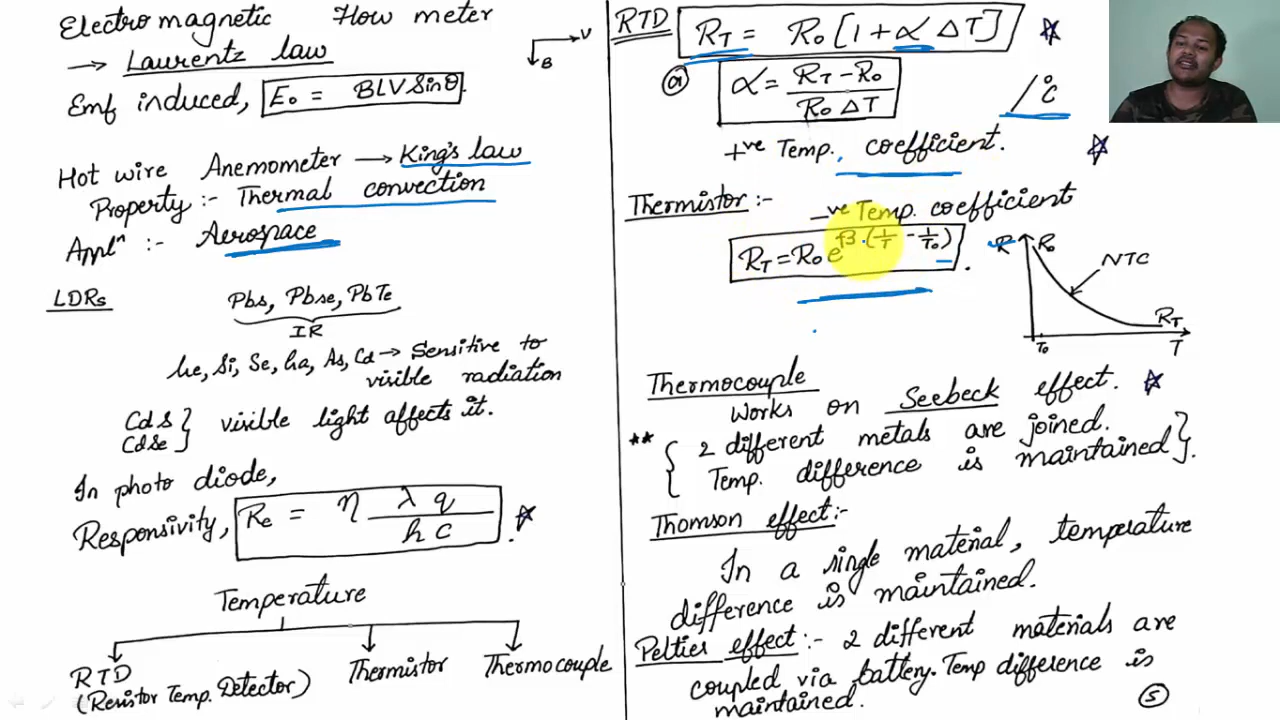 Electromagnetic Flow meter
→ Laurentz law
V
B
Emf induced, E₀ = BLV Sinθ
Hot wire Anemometer → King's law
Property :- Thermal convection
Applⁿ :- Aerospace
LDRs
Pbs, Pbse, PbTe
IR
he, Si, Se, ha, As, Cd → Sensitive to
visible radiation
Cds
Cdse } visible light affects it.
In photo diode,
Responsivity, Re = η λq / hc
Temperature
RTD Thermistor Thermocouple
(Resistor Temp. Detector)
RTD R_T = R₀ [1 + α ΔT]
(a) α = R_T - R₀ / R₀ ΔT
/°C
+ve Temp. coefficient.
Thermistor :-
-ve Temp. coefficient
R_T = R₀ e^β(1/T - 1/T₀).
R R₀
NTC
R_T
T₀ T
Thermocouple
Works on Seebeck effect.
** { 2 different metals are joined.
Temp. difference is maintained }.
Thomson effect :-
In a single material, temperature
difference is maintained.
Peltier effect :- 2 different materials are
coupled via battery. Temp difference is
maintained.
5